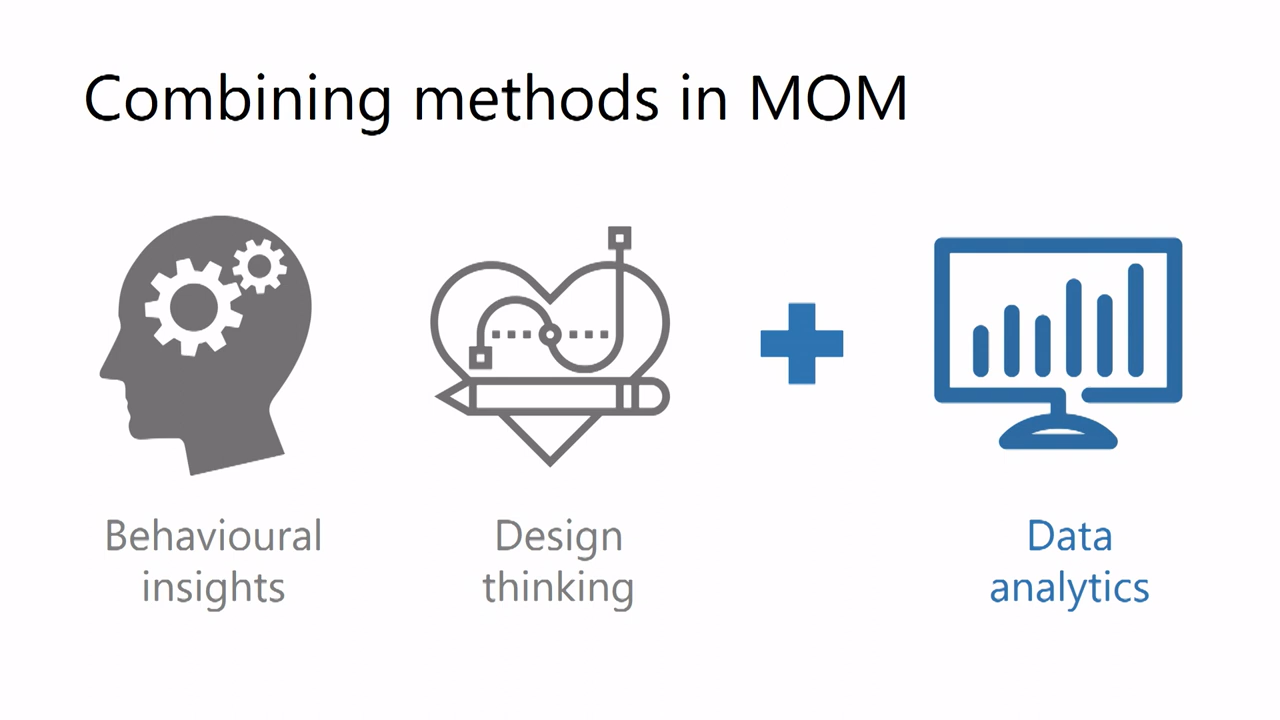 Combining methods in MOM
Behavioural
insights
Design
thinking
Data
analytics